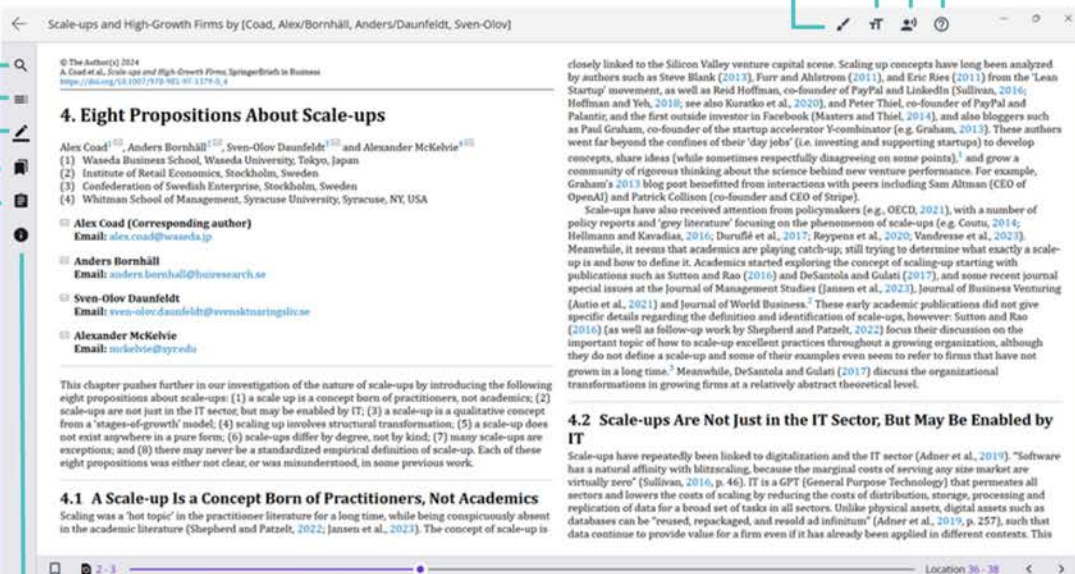 Scale-ups and High-Growth Firms by [Coad, Alex/Bornhäll, Anders/Daunfeldt, Sven-Olov]
© The Author(s) 2024
A. Coad et al., Scale-ups and High-Growth Firms, SpringerBriefs in Business
https://doi.org/10.1007/978-981-97-1379-0_4
4. Eight Propositions About Scale-ups
Alex Coad1, Anders Bornhäll2, Sven-Olov Daunfeldt3 and Alexander McKelvie4
(1) Waseda Business School, Waseda University, Tokyo, Japan
(2) Institute of Retail Economics, Stockholm, Sweden
(3) Confederation of Swedish Enterprise, Stockholm, Sweden
(4) Whitman School of Management, Syracuse University, Syracuse, NY, USA
Alex Coad (Corresponding author)
Email: alex.coad@waseda.jp
Anders Bornhäll
Email: anders.bornhall@huiresearch.se
Sven-Olov Daunfeldt
Email: sven-olov.daunfeldt@svensktnaringsliv.se
Alexander McKelvie
Email: mckelvie@syr.edu
This chapter pushes further in our investigation of the nature of scale-ups by introducing the following
eight propositions about scale-ups: (1) a scale up is a concept born of practitioners, not academics; (2)
scale-ups are not just in the IT sector, but may be enabled by IT; (3) a scale-up is a qualitative concept
from a 'stages-of-growth' model; (4) scaling up involves structural transformation; (5) a scale-up does
not exist anywhere in a pure form; (6) scale-ups differ by degree, not by kind; (7) many scale-ups are
exceptions; and (8) there may never be a standardized empirical definition of scale-up. Each of these
eight propositions was either not clear, or was misunderstood, in some previous work.
4.1 A Scale-up Is a Concept Born of Practitioners, Not Academics
Scaling was a 'hot topic' in the practitioner literature for a long time, while being conspicuously absent
in the academic literature (Shepherd and Patzelt, 2022; Jansen et al., 2023). The concept of scale-up is
closely linked to the Silicon Valley venture capital scene. Scaling up concepts have long been analyzed
by authors such as Steve Blank (2013), Furr and Ahlstrom (2011), and Eric Ries (2011) from the 'Lean
Startup' movement, as well as Reid Hoffman, co-founder of PayPal and LinkedIn (Sullivan, 2016;
Hoffman and Yeh, 2018; see also Kuratko et al., 2020), and Peter Thiel, co-founder of PayPal and
Palantir, and the first outside investor in Facebook (Masters and Thiel, 2014), and also bloggers such
as Paul Graham, co-founder of the startup accelerator Y-combinator (e.g. Graham, 2013). These authors
went far beyond the confines of their 'day jobs' (i.e. investing and supporting startups) to develop
concepts, share ideas (while sometimes respectfully disagreeing on some points),1 and grow a
community of rigorous thinking about the science behind new venture performance. For example,
Graham's 2013 blog post benefitted from interactions with peers including Sam Altman (CEO of
OpenAI) and Patrick Collison (co-founder and CEO of Stripe).
Scale-ups have also received attention from policymakers (e.g., OECD, 2021), with a number of
policy reports and 'grey literature' focusing on the phenomenon of scale-ups (e.g. Coutu, 2014;
Hellmann and Kavadias, 2016; Duruflé et al., 2017; Reypens et al., 2020; Vandresse et al., 2023).
Meanwhile, it seems that academics are playing catch-up; still trying to determine what exactly a scale-
up is and how to define it. Academics started exploring the concept of scaling-up starting with
publications such as Sutton and Rao (2016) and DeSantola and Gulati (2017), and some recent journal
special issues at the Journal of Management Studies (Jansen et al., 2023), Journal of Business Venturing
(Autio et al., 2021) and Journal of World Business.2 These early academic publications did not give
specific details regarding the definition and identification of scale-ups, however: Sutton and Rao
(2016) (as well as follow-up work by Shepherd and Patzelt, 2022) focus their discussion on the
important topic of how to scale-up excellent practices throughout a growing organization, although
they do not define a scale-up and some of their examples even seem to refer to firms that have not
grown in a long time.3 Meanwhile, DeSantola and Gulati (2017) discuss the organizational
transformations in growing firms at a relatively abstract theoretical level.
4.2 Scale-ups Are Not Just in the IT Sector, But May Be Enabled by
IT
Scale-ups have repeatedly been linked to digitalization and the IT sector (Adner et al., 2019). "Software
has a natural affinity with blitzscaling, because the marginal costs of serving any size market are
virtually zero" (Sullivan, 2016, p. 46). IT is a GPT (General Purpose Technology) that permeates all
sectors and lowers the costs of scaling by reducing the costs of distribution, storage, processing and
replication of data for a broad set of tasks in all sectors. Unlike physical assets, digital assets such as
databases can be "reused, repackaged, and resold ad infinitum" (Adner et al., 2019, p. 257), such that
data continue to provide value for a firm even if it has already been applied in different contexts. This
2 - 3
Location 36 - 38